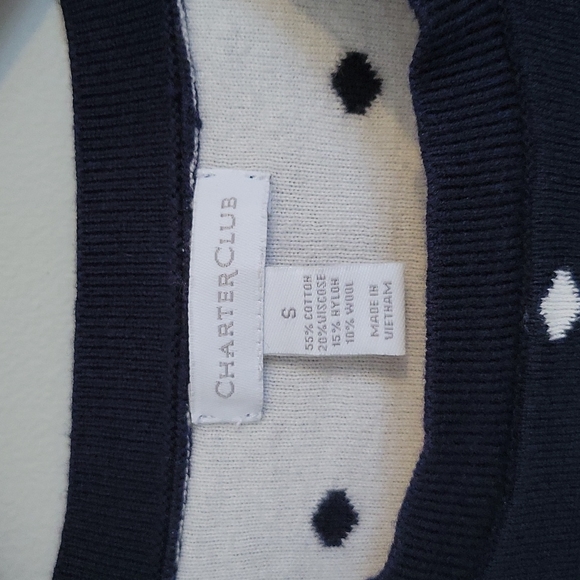 CHARTERCLUB
S
55% COTTON
20% VISCOSE
15% NYLON
10% WOOL
MADE IN
VIETNAM